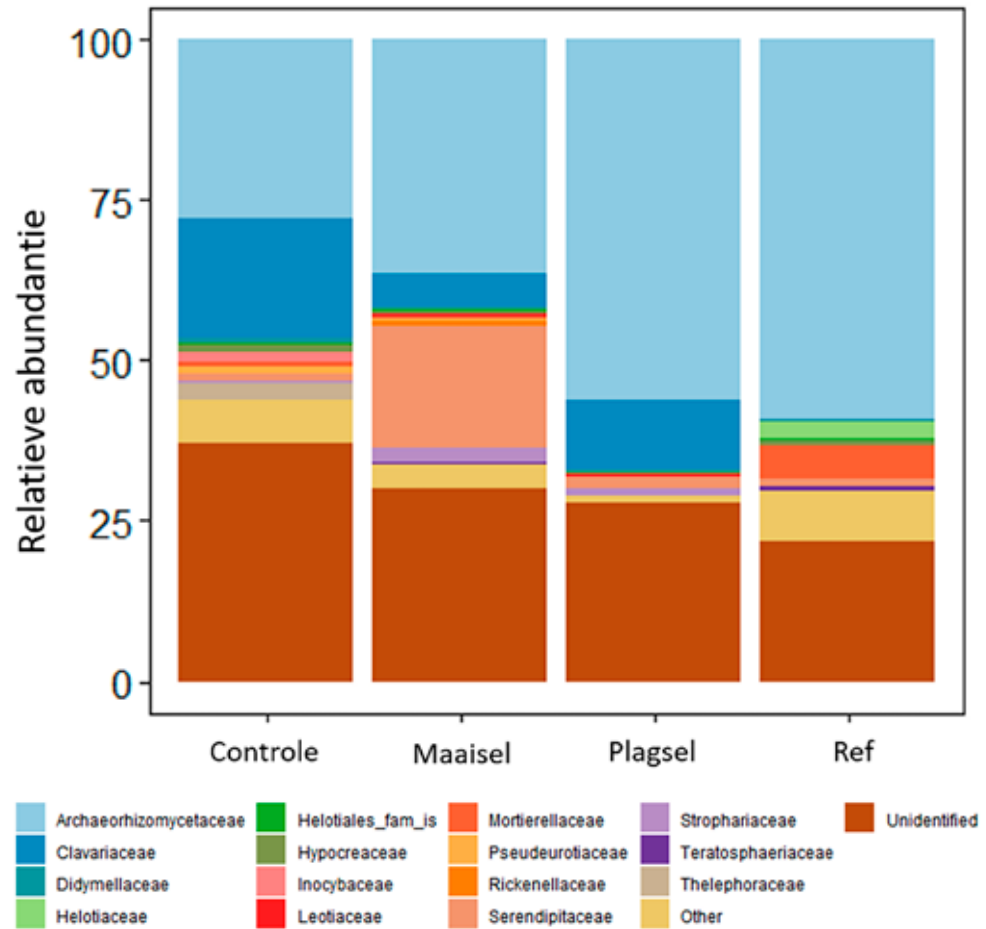 Relatieve abundantie
100
75
50
25
0
Controle
Maaisel
Plagsel
Ref
Archaeorhizomycetaceae
Clavariaceae
Didymellaceae
Helotiaceae
Helotiales_fam_is
Hypocreaceae
Inocybaceae
Leotiaceae
Mortierellaceae
Pseudeurotiaceae
Rickenellaceae
Serendipitaceae
Strophariaceae
Teratosphaeriaceae
Thelephoraceae
Other
Unidentified